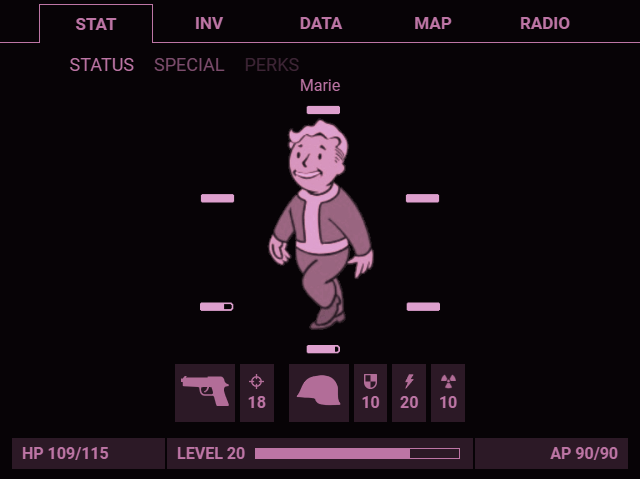 STAT INV DATA MAP RADIO
STATUS SPECIAL PERKS
Marie
18 10 20 10
HP 109/115 LEVEL 20 AP 90/90